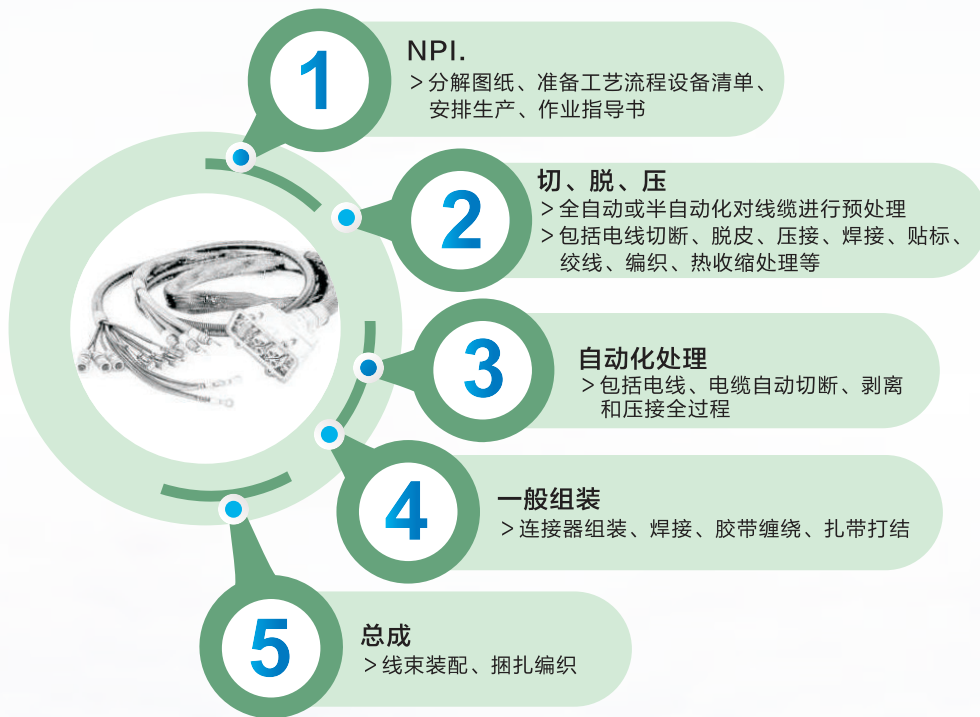 1
NPI.
>分解图纸、准备工艺流程设备清单、
安排生产、作业指导书
2
切、脱、压
>全自动或半自动化对线缆进行预处理
>包括电线切断、脱皮、压接、焊接、贴标、
绞线、编织、热收缩处理等
3
自动化处理
>包括电线、电缆自动切断、剥离
和压接全过程
4
一般组装
>连接器组装、焊接、胶带缠绕、扎带打结
5
总成
>线束装配、捆扎编织